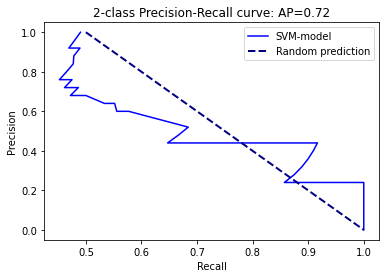 2-class Precision-Recall curve: AP=0.72
SVM-model
Random prediction
Precision
1.0
0.8
0.6
0.4
0.2
0.0
0.5 0.6 0.7 0.8 0.9 1.0
Recall